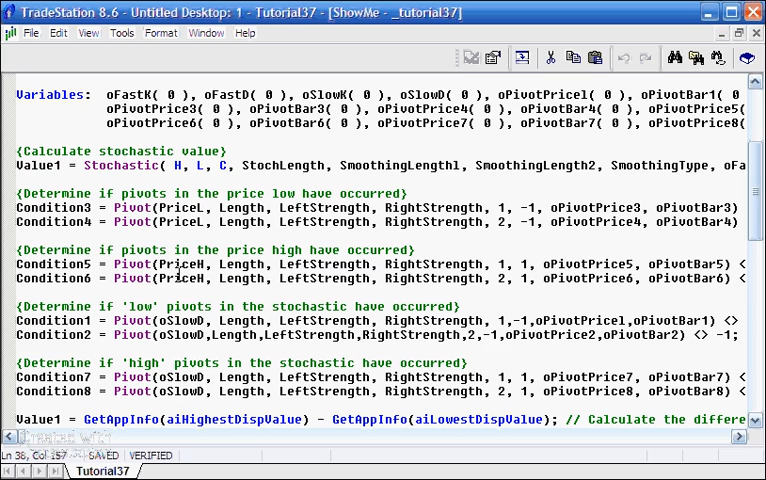 TradeStation 8.6 - Untitled Desktop: 1 - Tutorial37 - [ShowMe - _tutorial37]
File Edit View Tools Format Window Help
Variables: oFastK( 0 ), oFastD( 0 ), oSlowK( 0 ), oSlowD( 0 ), oPivotPrice1( 0 ), oPivotBar1( 0
oPivotPrice3( 0 ), oPivotBar3( 0 ), oPivotPrice4( 0 ), oPivotBar4( 0 ), oPivotPrice5(
oPivotPrice6( 0 ), oPivotBar6( 0 ), oPivotPrice7( 0 ), oPivotBar7( 0 ), oPivotPrice8(
{Calculate stochastic value}
Value1 = Stochastic( H, L, C, StochLength, SmoothingLength1, SmoothingLength2, SmoothingType, oFa
{Determine if pivots in the price low have occurred}
Condition3 = Pivot(PriceL, Length, LeftStrength, RightStrength, 1, -1, oPivotPrice3, oPivotBar3)
Condition4 = Pivot(PriceL, Length, LeftStrength, RightStrength, 2, -1, oPivotPrice4, oPivotBar4)
{Determine if pivots in the price high have occurred}
Condition5 = Pivot(PriceH, Length, LeftStrength, RightStrength, 1, 1, oPivotPrice5, oPivotBar5) <
Condition6 = Pivot(PriceH, Length, LeftStrength, RightStrength, 2, 1, oPivotPrice6, oPivotBar6) <
{Determine if 'low' pivots in the stochastic have occurred}
Condition1 = Pivot(oSlowD, Length, LeftStrength, RightStrength, 1,-1,oPivotPrice1,oPivotBar1) <>
Condition2 = Pivot(oSlowD,Length,LeftStrength,RightStrength,2,-1,oPivotPrice2,oPivotBar2) <> -1;
{Determine if 'high' pivots in the stochastic have occurred}
Condition7 = Pivot(oSlowD, Length, LeftStrength, RightStrength, 1, 1, oPivotPrice7, oPivotBar7) <
Condition8 = Pivot(oSlowD, Length, LeftStrength, RightStrength, 2, 1, oPivotPrice8, oPivotBar8) <
Value1 = GetAppInfo(aiHighestDispValue) - GetAppInfo(aiLowestDispValue); // Calculate the differe
Created with
Ln 38, Col 157 SAVED VERIFIED
Tutorial37